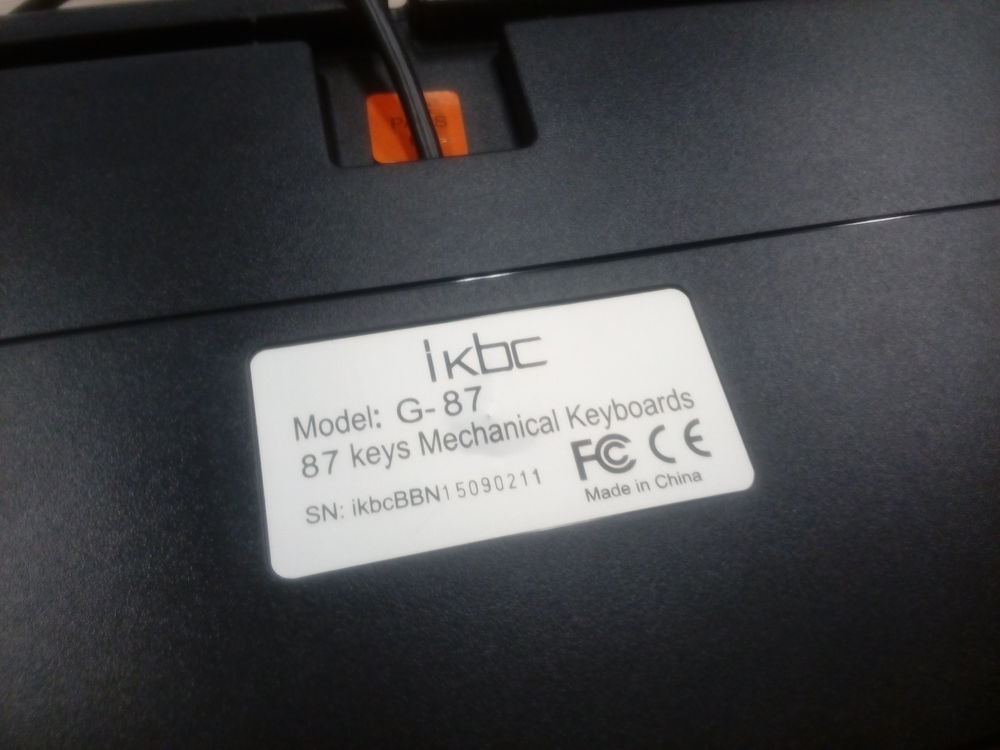 ikbc
Model: G-87
87 keys Mechanical Keyboards
FC CE
SN: ikbcBBN15090211
Made in China